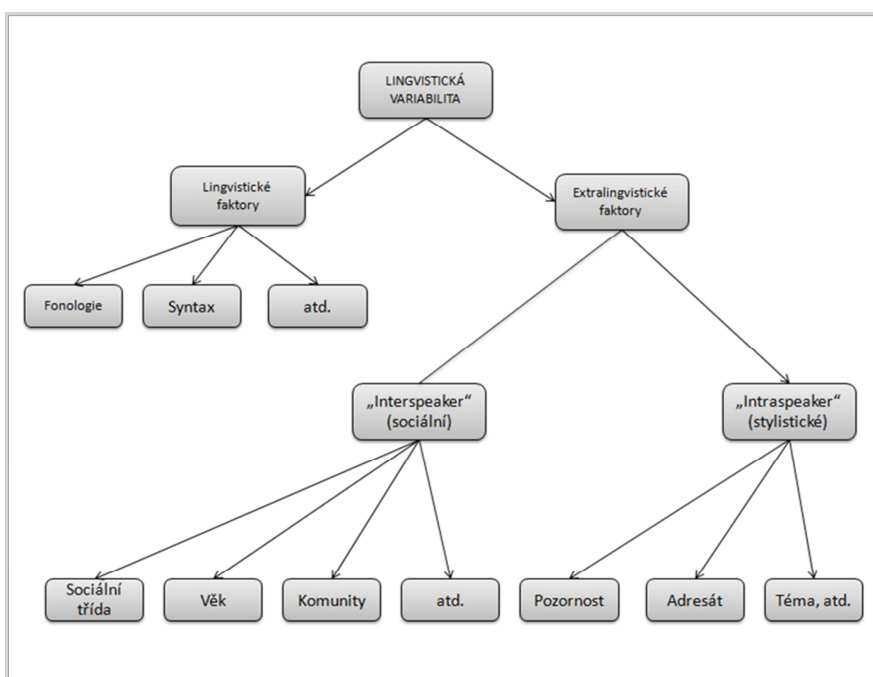 LINGVISTICKÁ
VARIABILITA
Lingvistické
faktory
Extralingvistické
faktory
Fonologie
Syntax
atd.
„Interspeaker“
(sociální)
„Intraspeaker“
(stylistické)
Sociální
třída
Věk
Komunity
atd.
Pozornost
Adresát
Téma, atd.